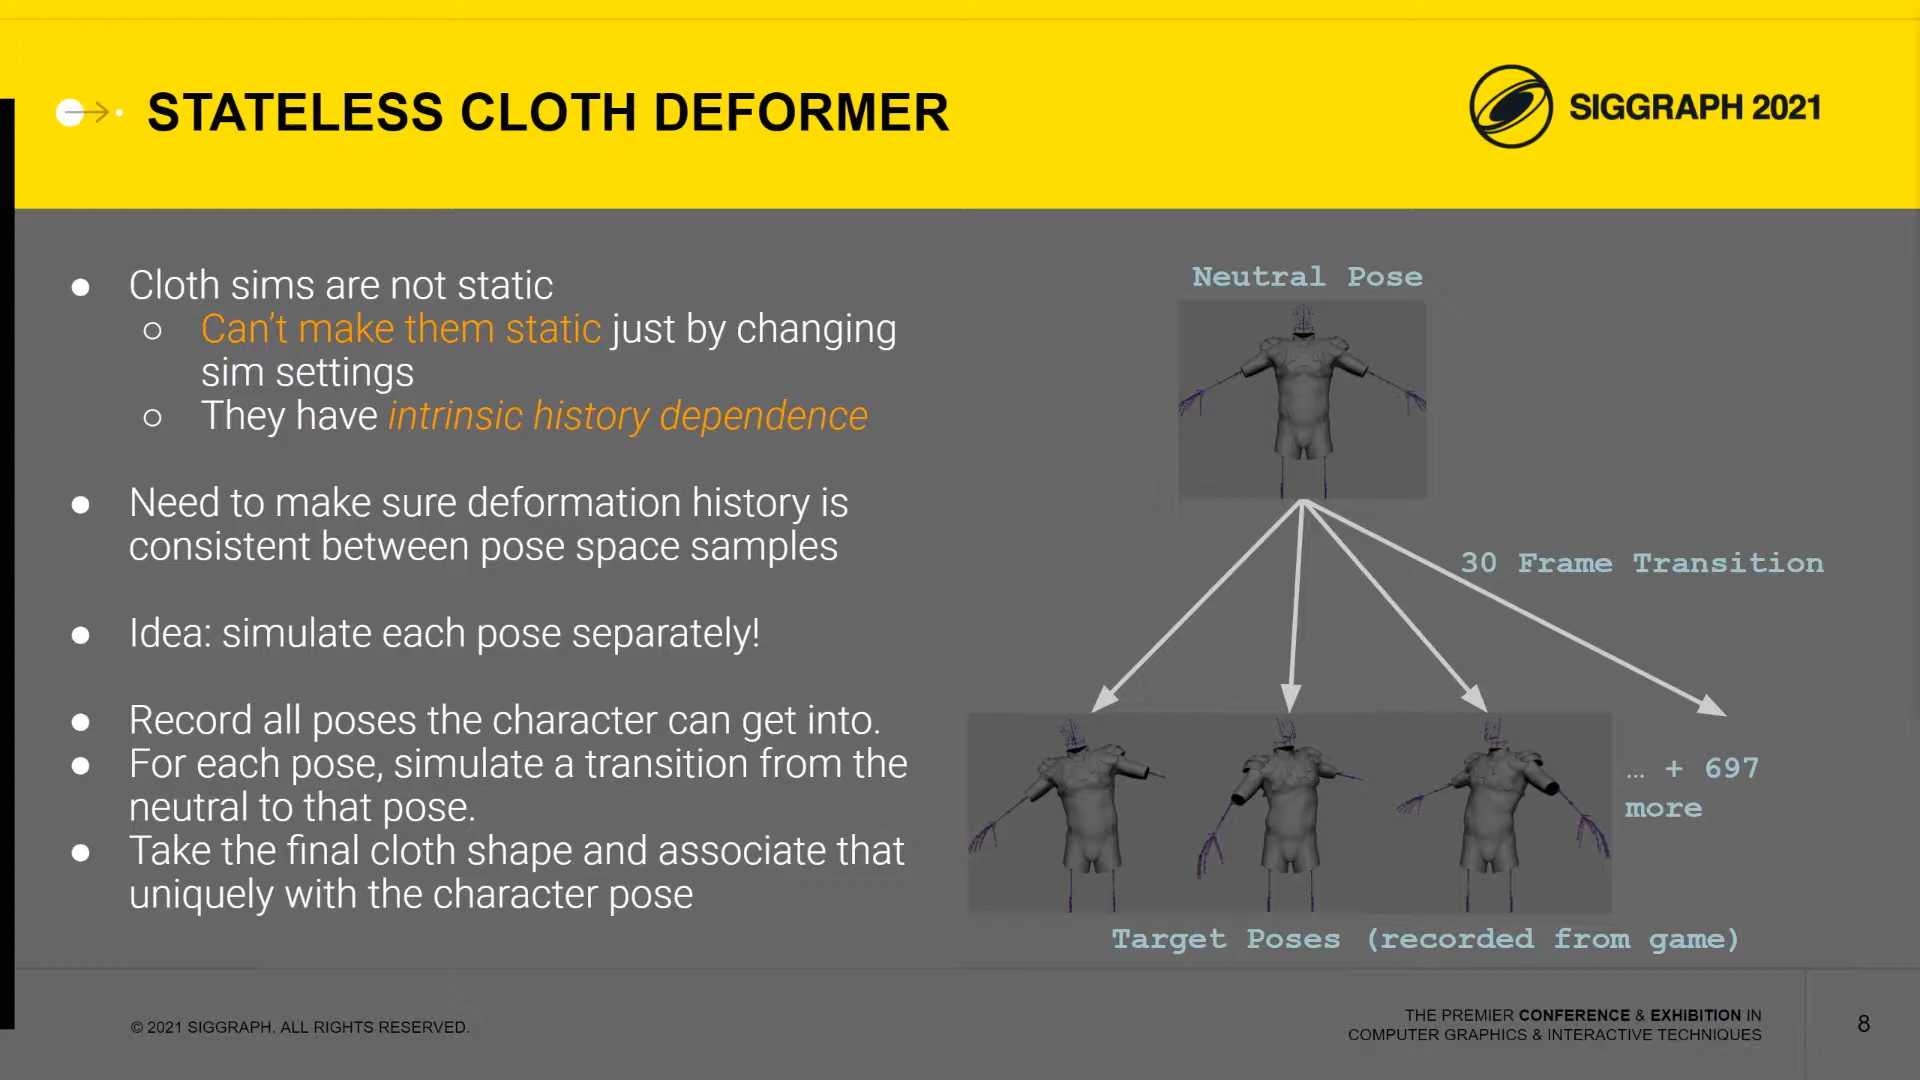 STATELESS CLOTH DEFORMER
SIGGRAPH 2021
● Cloth sims are not static
○ Can't make them static just by changing
sim settings
○ They have intrinsic history dependence
● Need to make sure deformation history is
consistent between pose space samples
● Idea: simulate each pose separately!
● Record all poses the character can get into.
● For each pose, simulate a transition from the
neutral to that pose.
● Take the final cloth shape and associate that
uniquely with the character pose
Neutral Pose
30 Frame Transition
… + 697
more
Target Poses (recorded from game)
© 2021 SIGGRAPH. ALL RIGHTS RESERVED.
THE PREMIER CONFERENCE & EXHIBITION IN
COMPUTER GRAPHICS & INTERACTIVE TECHNIQUES
8